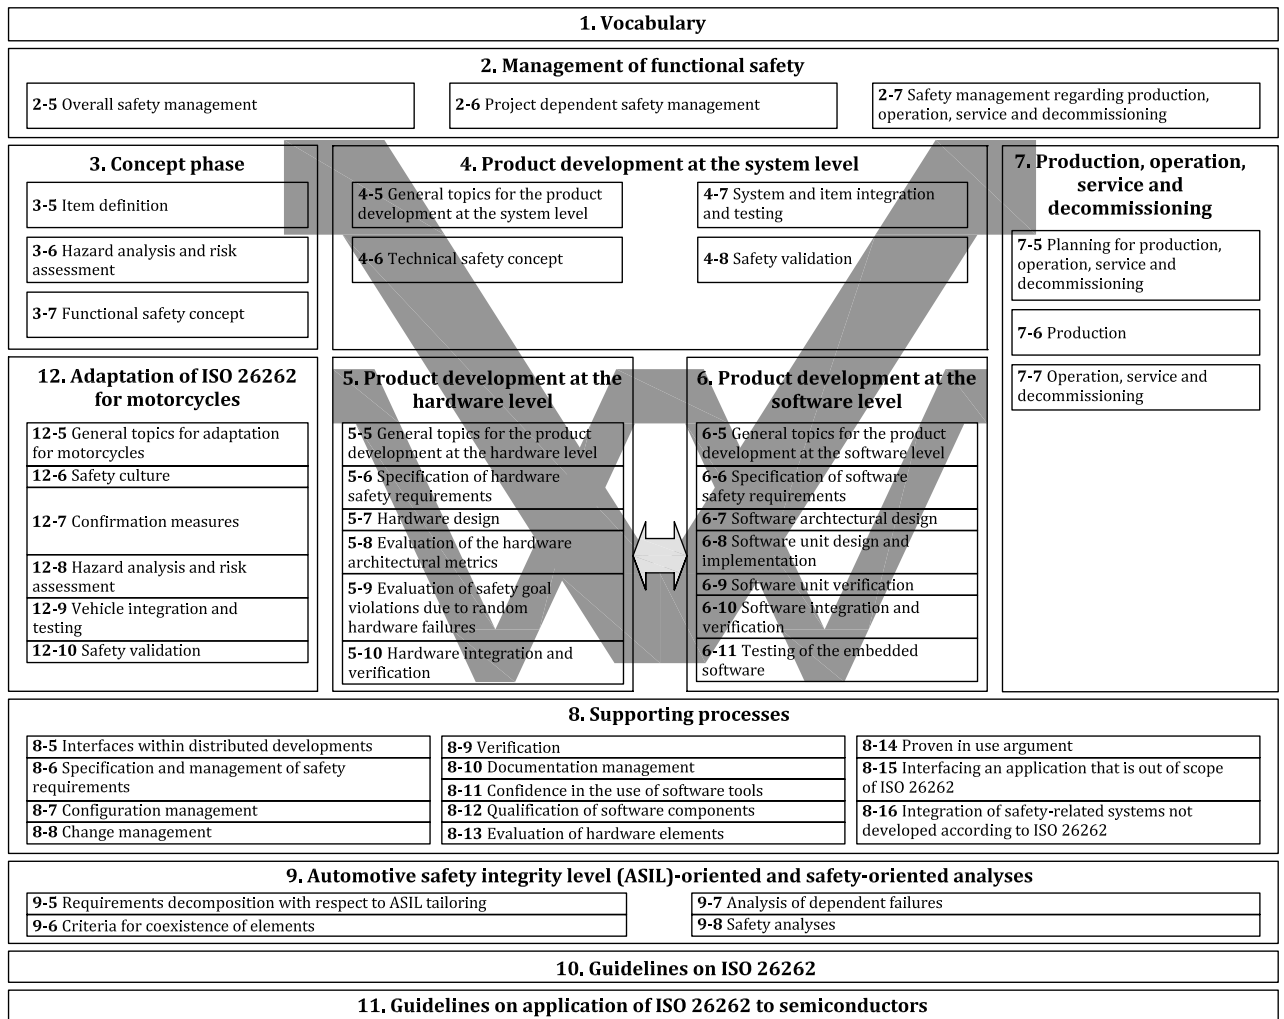 1. Vocabulary
2. Management of functional safety
2-5 Overall safety management
2-6 Project dependent safety management
2-7 Safety management regarding production,
operation, service and decommissioning
3. Concept phase
3-5 Item definition
3-6 Hazard analysis and risk
assessment
3-7 Functional safety concept
4. Product development at the system level
4-5 General topics for the product
development at the system level
4-6 Technical safety concept
4-7 System and item integration
and testing
4-8 Safety validation
7. Production, operation,
service and
decommissioning
7-5 Planning for production,
operation, service and
decommissioning
7-6 Production
7-7 Operation, service and
decommissioning
12. Adaptation of ISO 26262
for motorcycles
12-5 General topics for adaptation
for motorcycles
12-6 Safety culture
12-7 Confirmation measures
12-8 Hazard analysis and risk
assessment
12-9 Vehicle integration and
testing
12-10 Safety validation
5. Product development at the
hardware level
5-5 General topics for the product
development at the hardware level
5-6 Specification of hardware
safety requirements
5-7 Hardware design
5-8 Evaluation of the hardware
architectural metrics
5-9 Evaluation of safety goal
violations due to random
hardware failures
5-10 Hardware integration and
verification
6. Product development at the
software level
6-5 General topics for the product
development at the software level
6-6 Specification of software
safety requirements
6-7 Software archtectural design
6-8 Software unit design and
implementation
6-9 Software unit verification
6-10 Software integration and
verification
6-11 Testing of the embedded
software
8. Supporting processes
8-5 Interfaces within distributed developments
8-6 Specification and management of safety
requirements
8-7 Configuration management
8-8 Change management
8-9 Verification
8-10 Documentation management
8-11 Confidence in the use of software tools
8-12 Qualification of software components
8-13 Evaluation of hardware elements
8-14 Proven in use argument
8-15 Interfacing an application that is out of scope
of ISO 26262
8-16 Integration of safety-related systems not
developed according to ISO 26262
9. Automotive safety integrity level (ASIL)-oriented and safety-oriented analyses
9-5 Requirements decomposition with respect to ASIL tailoring
9-6 Criteria for coexistence of elements
9-7 Analysis of dependent failures
9-8 Safety analyses
10. Guidelines on ISO 26262
11. Guidelines on application of ISO 26262 to semiconductors